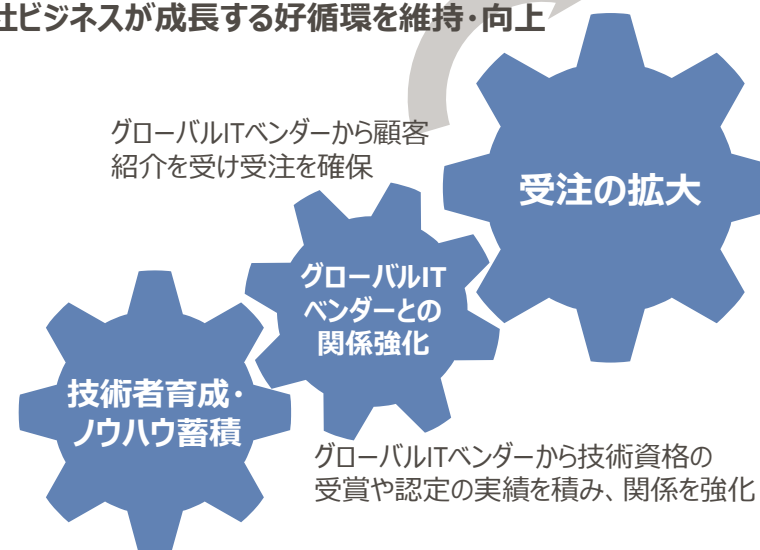 社ビジネスが成長する好循環を維持・向上
グローバルITベンダーから顧客
紹介を受け受注を確保
受注の拡大
グローバルIT
ベンダーとの
関係強化
技術者育成・
ノウハウ蓄積
グローバルITベンダーから技術資格の
受賞や認定の実績を積み、関係を強化